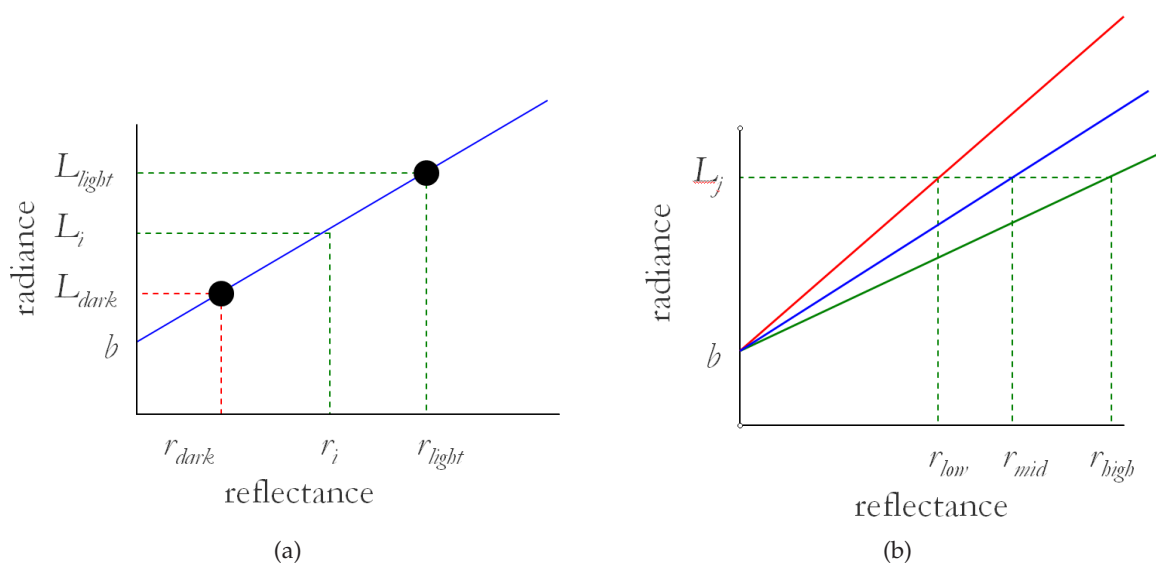 L_light
L_i
radiance
L_dark
b
r_dark r_i r_light
reflectance
(a)
L_j
radiance
b
r_low r_mid r_high
reflectance
(b)